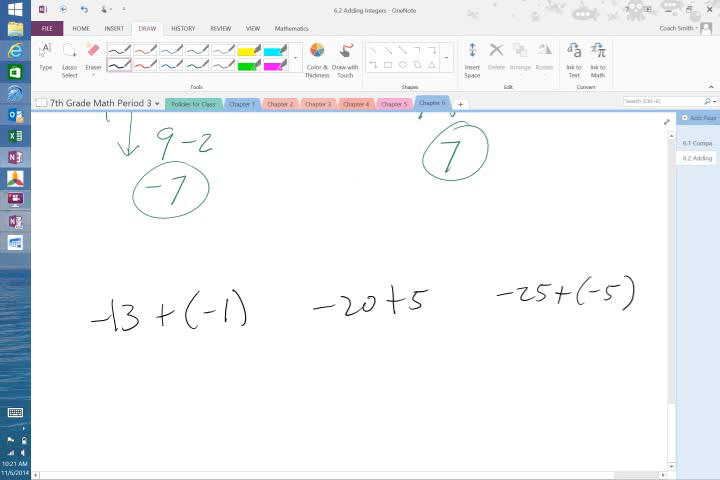 6.2 Adding Integers - OneNote
FILE HOME INSERT DRAW HISTORY REVIEW VIEW Mathematics
Coach Smith
Type Lasso Select Eraser
Color & Thickness Draw with Touch
Insert Space Delete Arrange Rotate
Ink to Text Ink to Math
Tools Shapes Edit Convert
7th Grade Math Period 3 Policies for Class Chapter 1 Chapter 2 Chapter 3 Chapter 4 Chapter 5 Chapter 6
Search (Ctrl+E)
Add Page
6.1 Compa
6.2 Adding
9-2
-7
7
-13 + (-1) -20+5 -25+(-5)
10:21 AM
11/6/2014